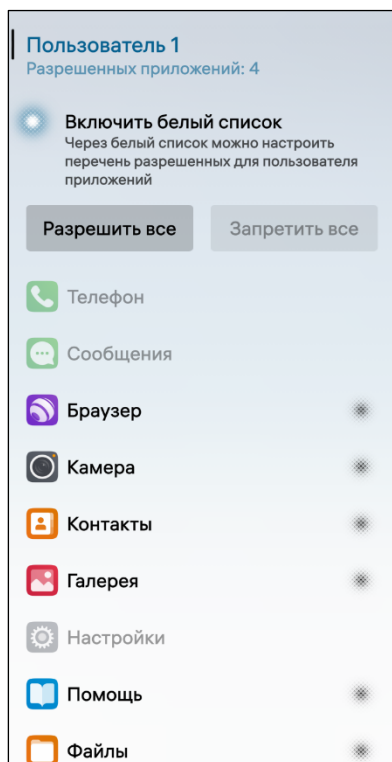 Пользователь 1
Разрешенных приложений: 4
Включить белый список
Через белый список можно настроить
перечень разрешенных для пользователя
приложений
Разрешить все
Запретить все
Телефон
Сообщения
Браузер
Камера
Контакты
Галерея
Настройки
Помощь
Файлы